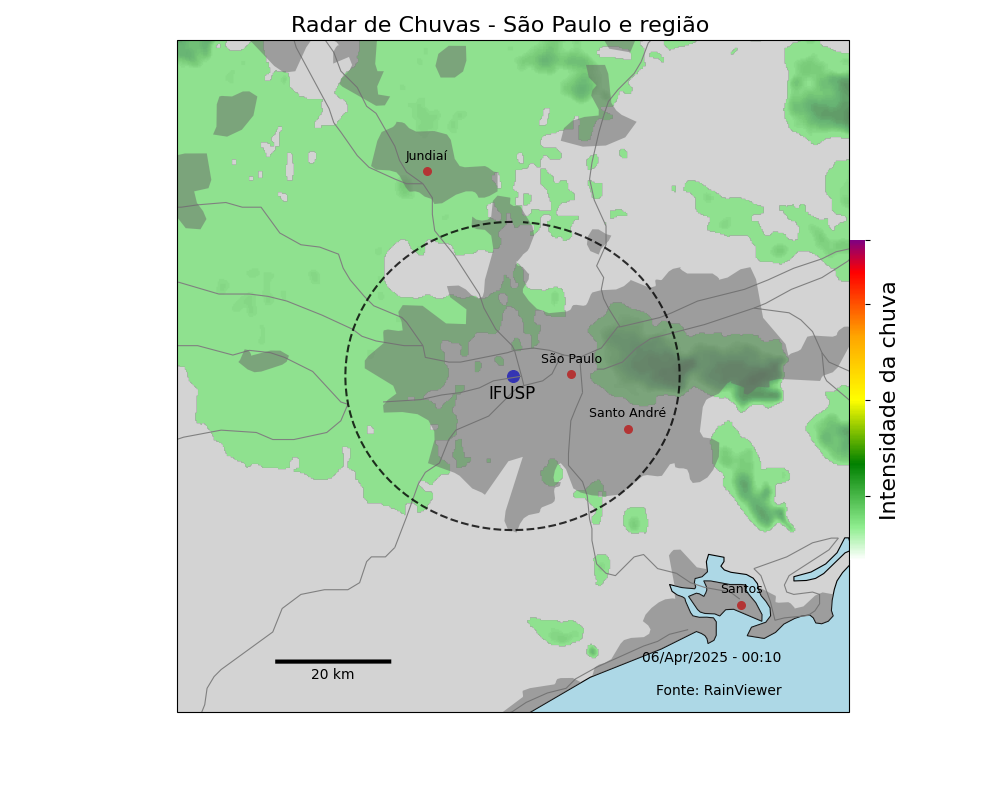 Radar de Chuvas - São Paulo e região
Jundiaí
São Paulo
IFUSP
Santo André
Intensidade da chuva
Santos
06/Apr/2025 - 00:10
20 km
Fonte: RainViewer